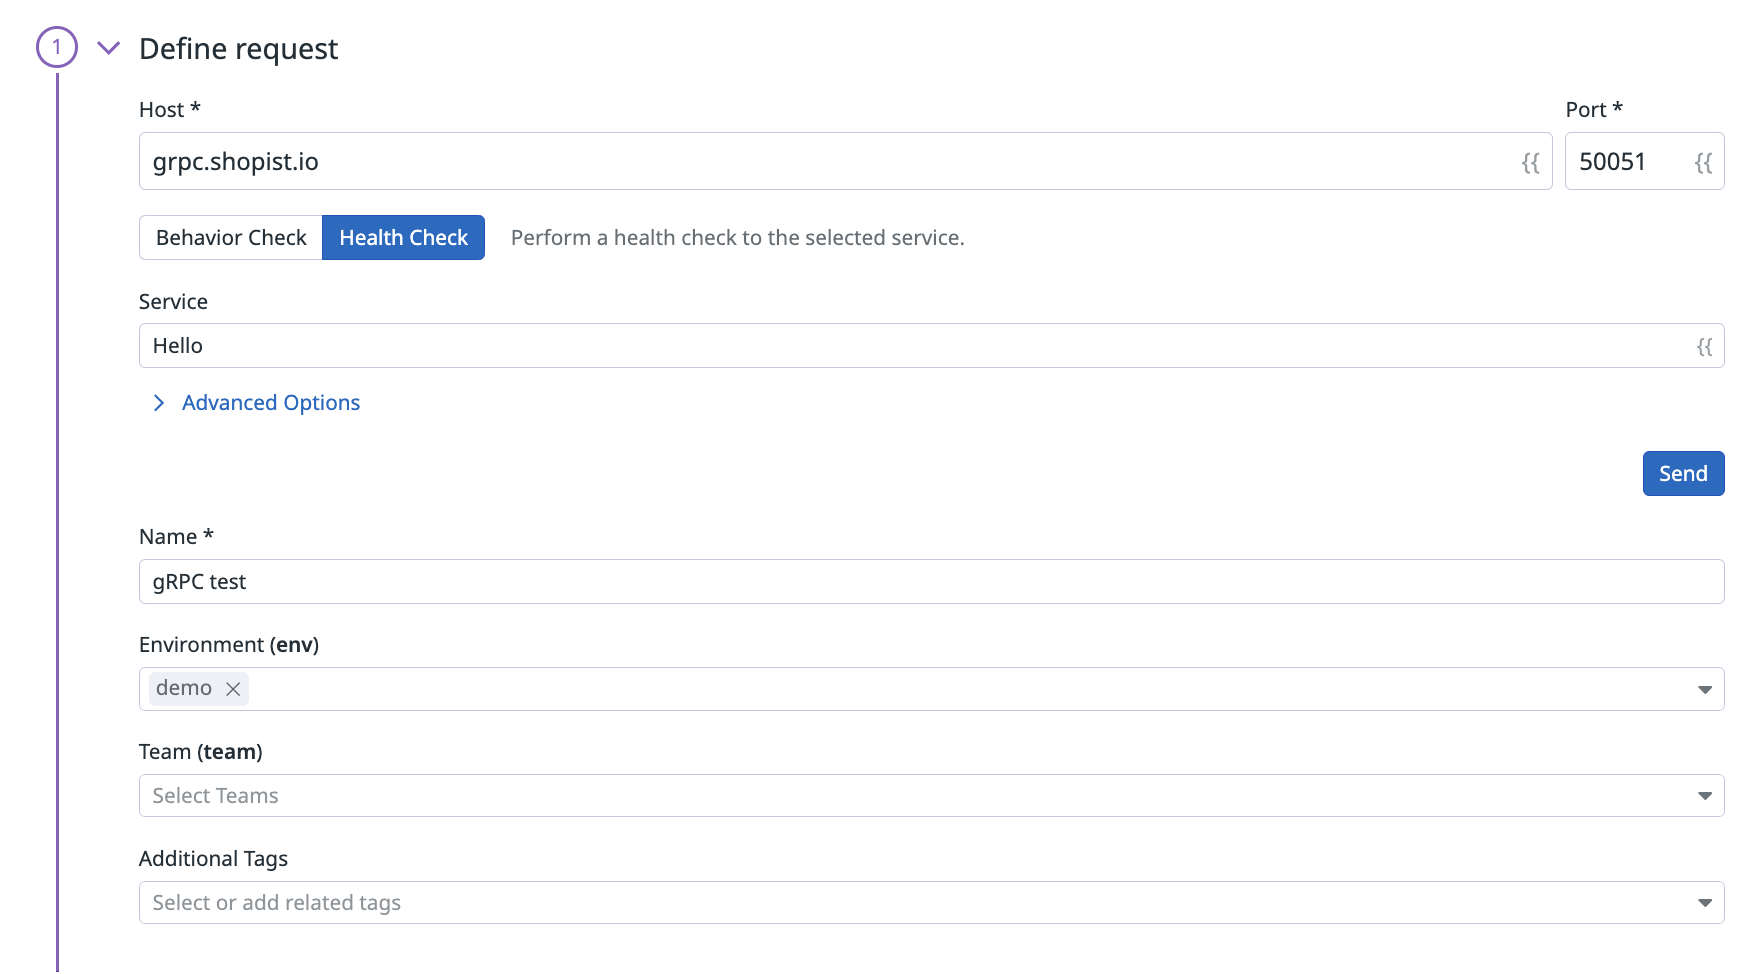 1 Define request
Host * Port *
grpc.shopist.io {{ 50051 {{
Behavior Check Health Check Perform a health check to the selected service.
Service
Hello {{
Advanced Options
Send
Name *
gRPC test
Environment (env)
demo
Team (team)
Select Teams
Additional Tags
Select or add related tags